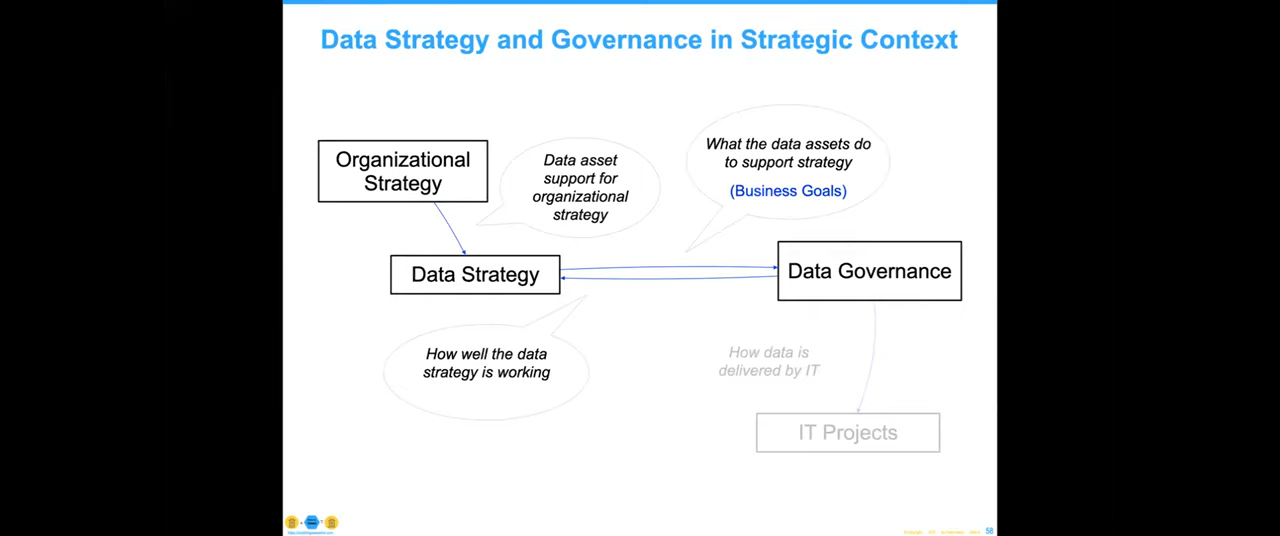 Data Strategy and Governance in Strategic Context
Organizational
Strategy
Data asset
support for
organizational
strategy
What the data assets do
to support strategy
(Business Goals)
Data Strategy
Data Governance
How well the data
strategy is working
How data is
delivered by IT
IT Projects
58